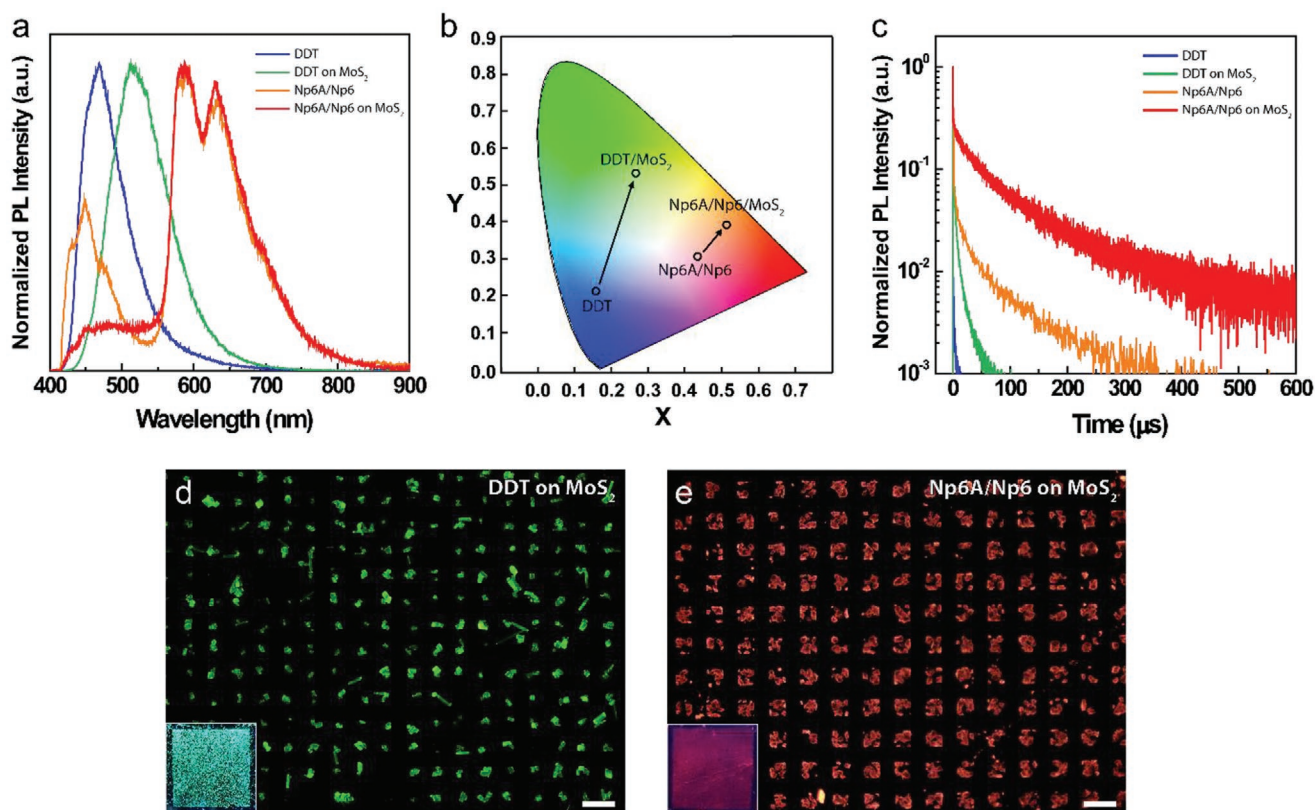 a
Normalized PL Intensity (a.u.)
DDT
DDT on MoS₂
Np6A/Np6
Np6A/Np6 on MoS₂
400 500 600 700 800 900
Wavelength (nm)
b
Y
0.9
0.8
0.7
0.6
0.5
0.4
0.3
0.2
0.1
0.0
DDT/MoS₂
Np6A/Np6/MoS₂
Np6A/Np6
DDT
0.0 0.1 0.2 0.3 0.4 0.5 0.6 0.7
X
c
Normalized PL Intensity (a.u.)
10⁰
10⁻¹
10⁻²
10⁻³
DDT
DDT on MoS₂
Np6A/Np6
Np6A/Np6 on MoS₂
0 100 200 300 400 500 600
Time (μs)
d
DDT on MoS₂
e
Np6A/Np6 on MoS₂